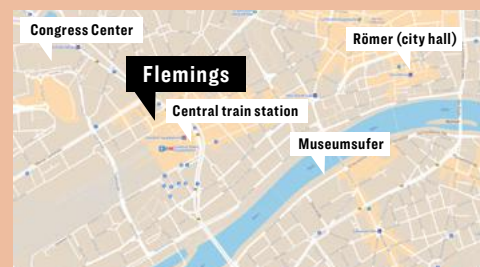 Congress Center
Römer (city hall)
Flemings
Central train station
Museumsufer